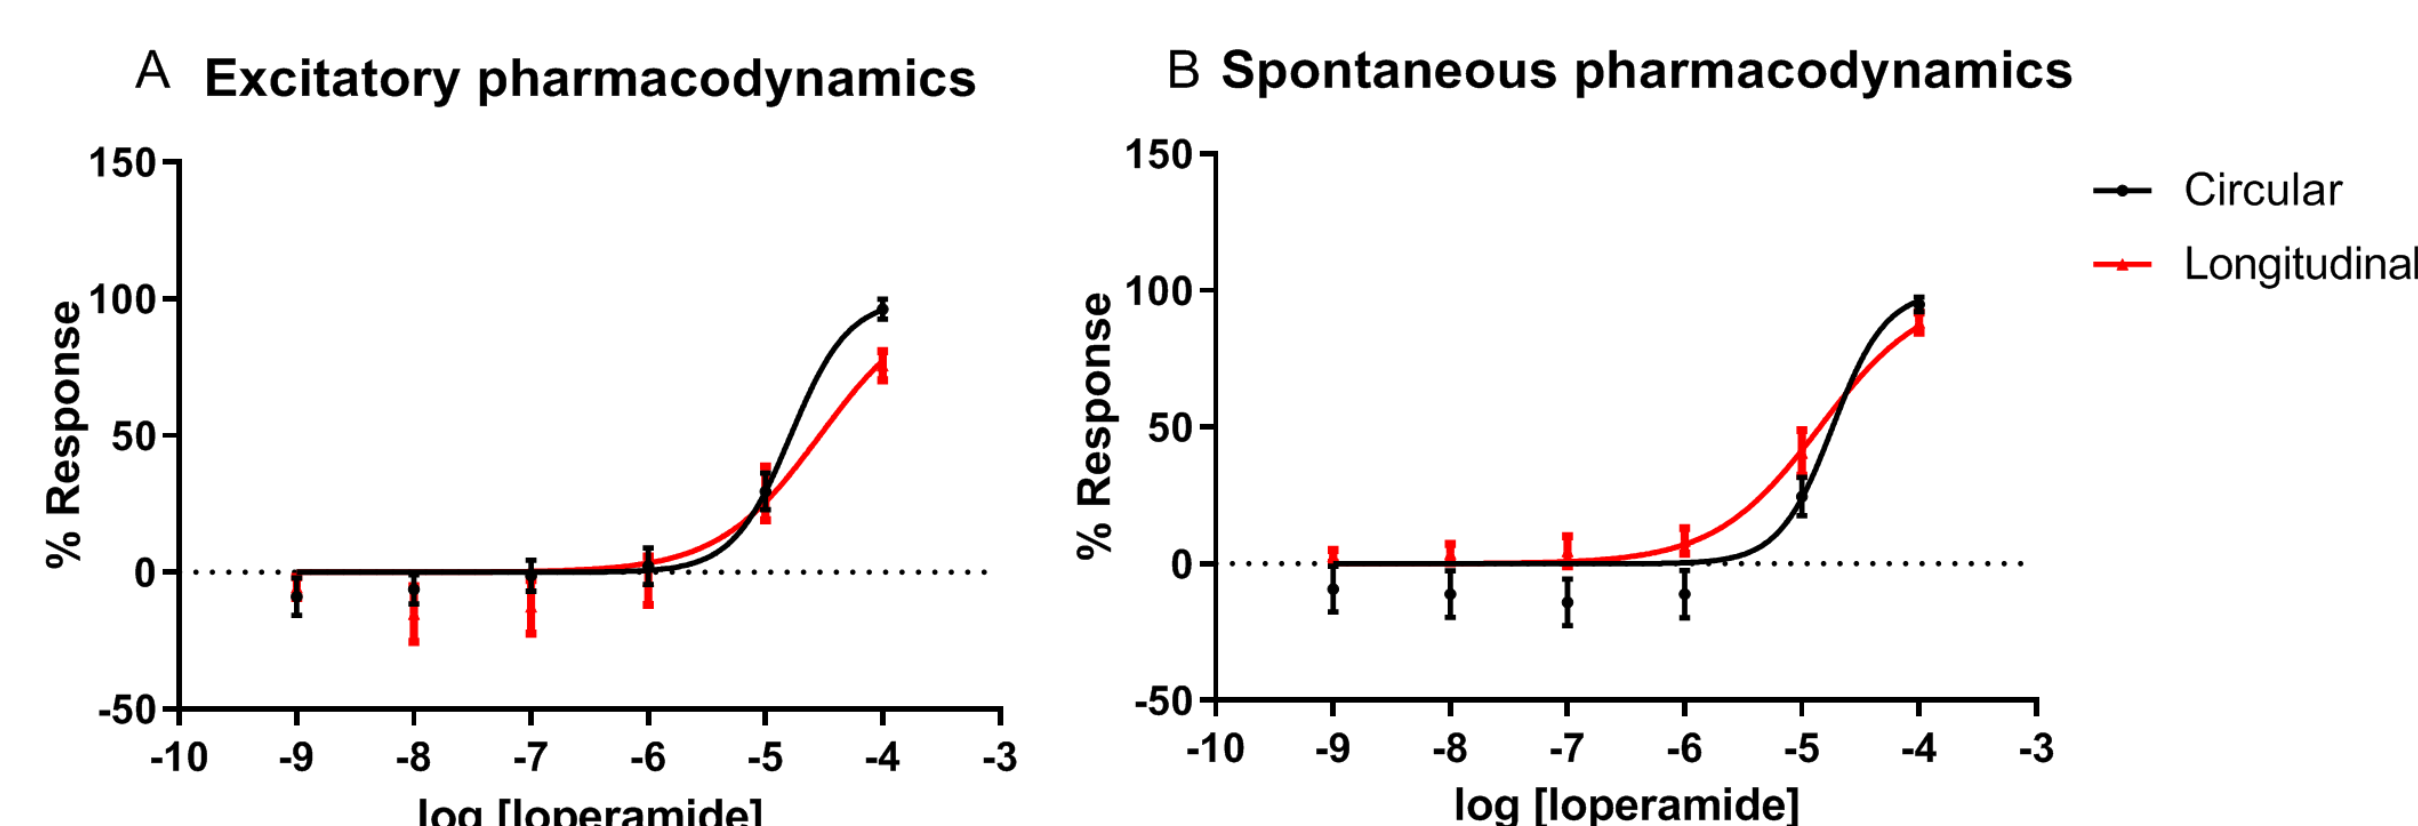 A Excitatory pharmacodynamics
150
100
50
0
-50
% Response
-10 -9 -8 -7 -6 -5 -4 -3
log [loperamide]
B Spontaneous pharmacodynamics
150
100
50
0
-50
% Response
-10 -9 -8 -7 -6 -5 -4 -3
log [loperamide]
Circular
Longitudinal